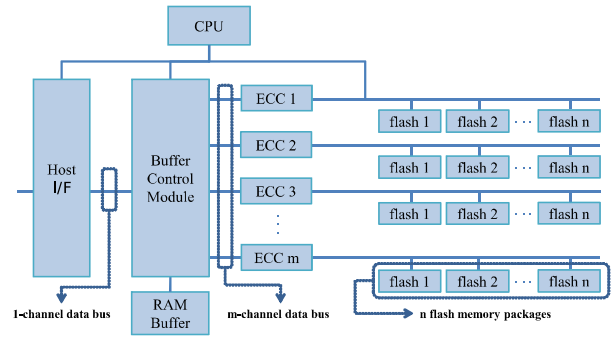 CPU
Host
I/F
Buffer
Control
Module
RAM
Buffer
ECC 1
ECC 2
ECC 3
⋮
ECC m
flash 1 flash 2 ··· flash n
flash 1 flash 2 ··· flash n
flash 1 flash 2 ··· flash n
flash 1 flash 2 ··· flash n
1-channel data bus
m-channel data bus
n flash memory packages